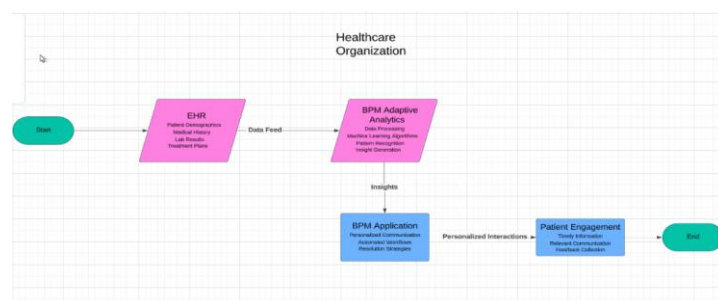 Healthcare
Organization
Start
EHR
Patient Demographics
Medical History
Lab Results
Treatment Plans
Data Feed
BPM Adaptive
Analytics
Data Processing
Machine Learning Algorithms
Pattern Recognition
Insight Generation
Insights
BPM Application
Personalized Communication
Automated Workflows
Resolution Strategies
Personalized Interactions
Patient Engagement
Timely Information
Relevant Communication
Feedback Collection
End